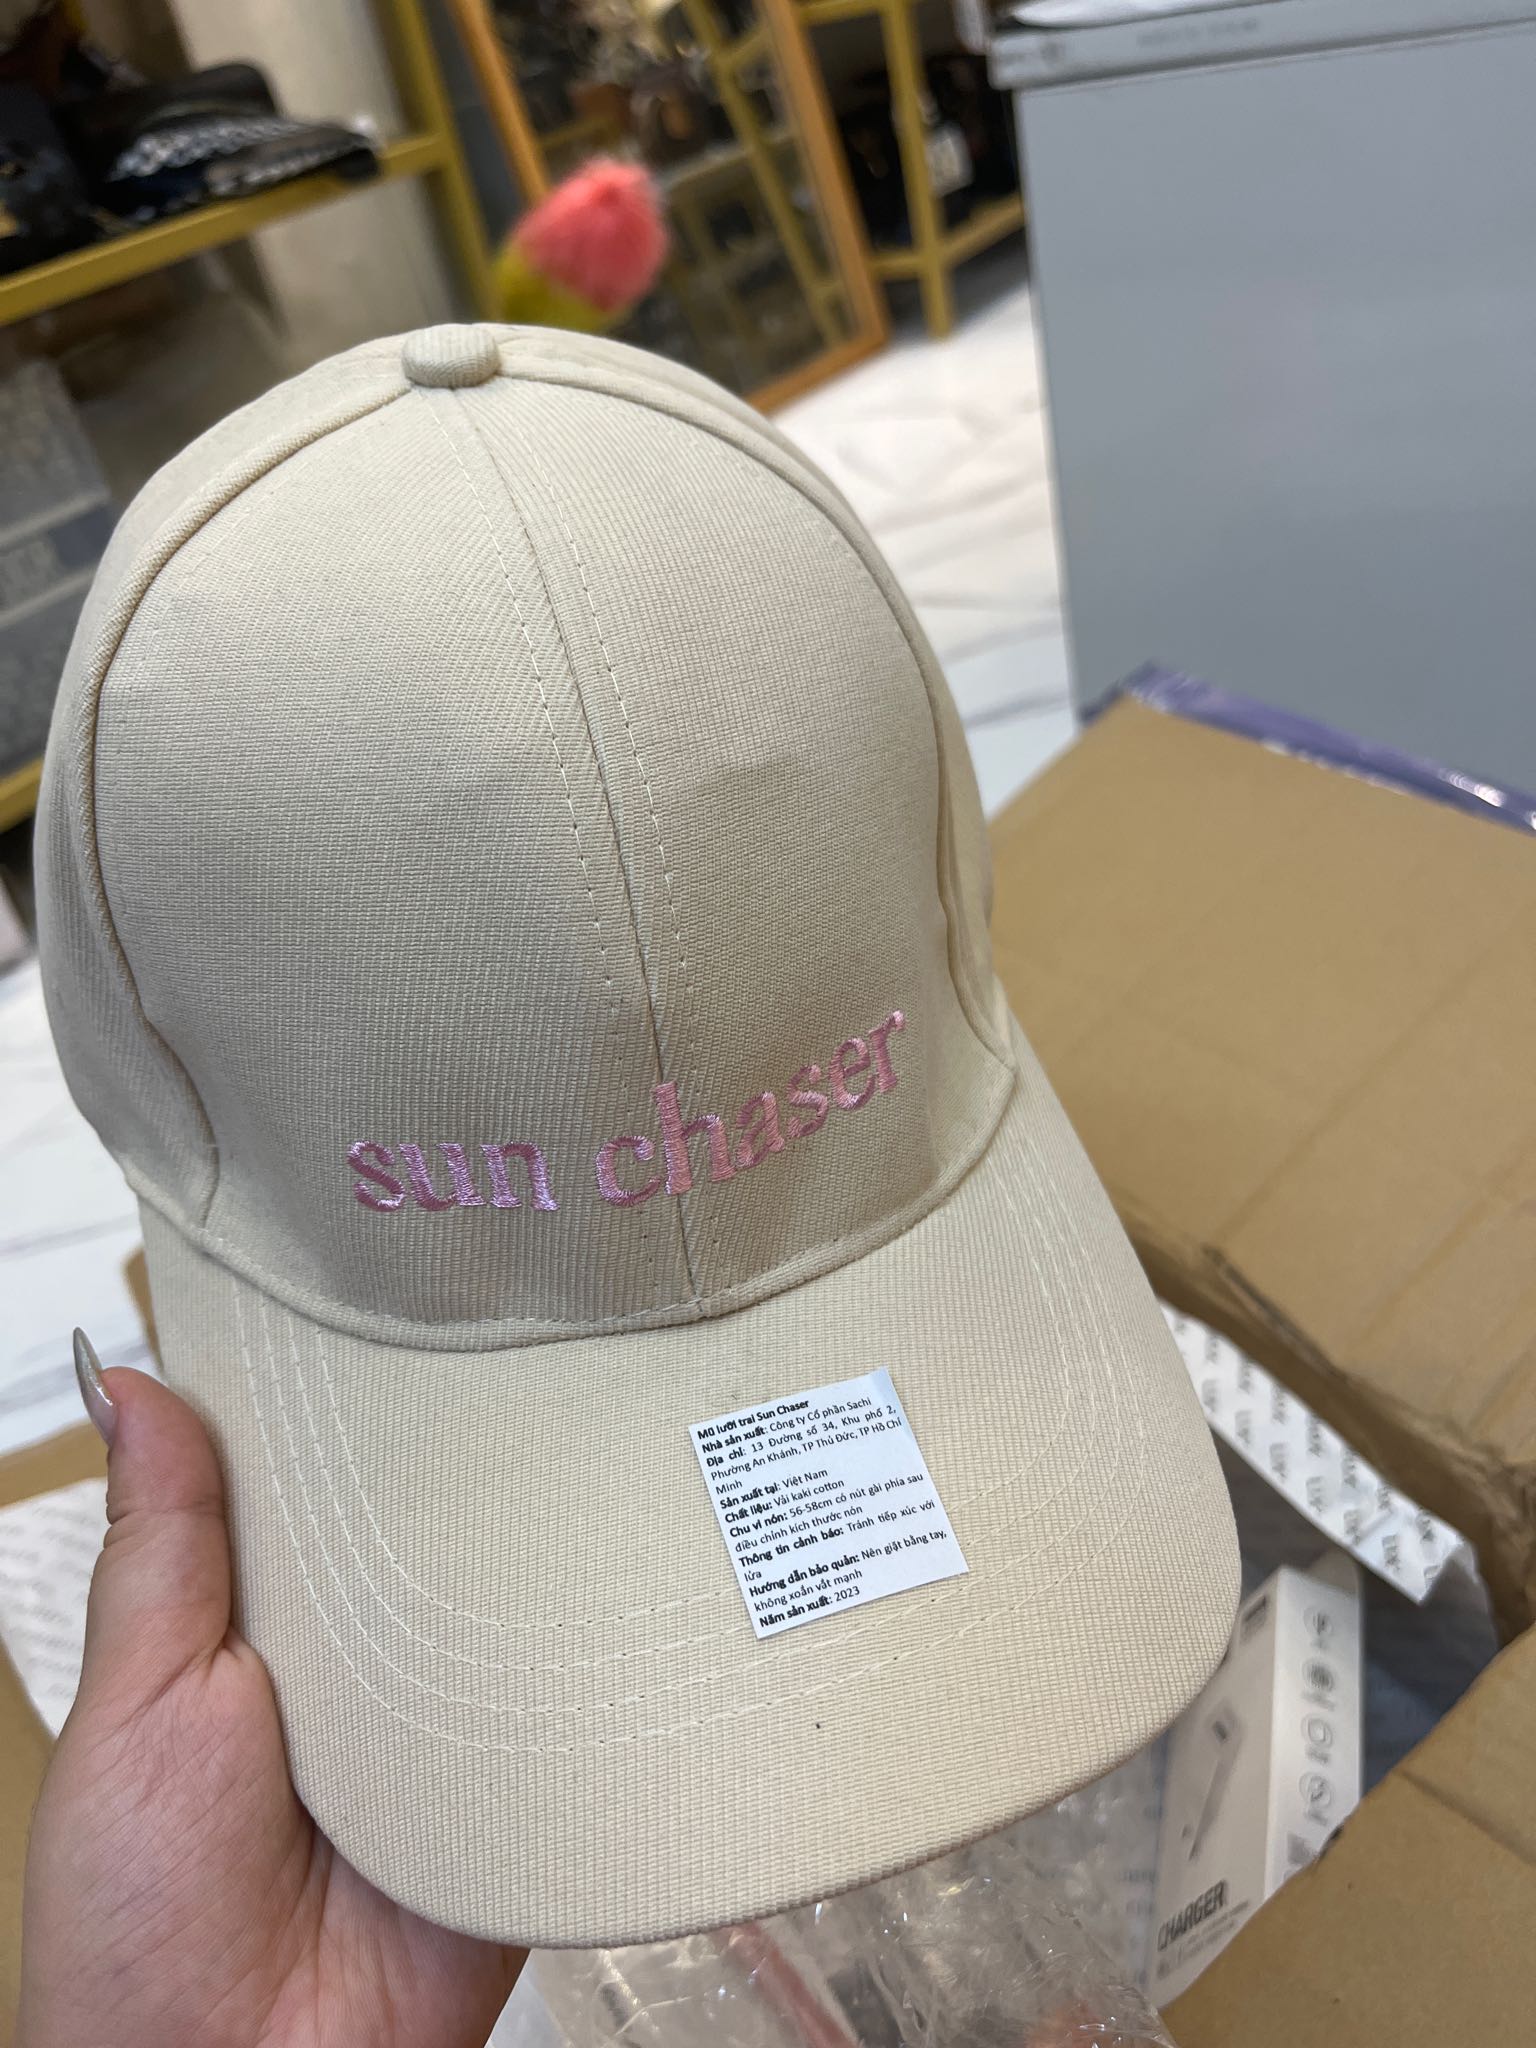 sun chaser
Mũ lưỡi trai Sun Chaser
Nhà sản xuất: Công ty Cổ phần Sachi
Địa chỉ: 13 Đường số 34, Khu phố 2,
Phường An Khánh, TP Thủ Đức, TP Hồ Chí
Minh
Sản xuất tại: Việt Nam
Chất liệu: Vải kaki cotton
Chu vi nón: 56-58cm có nút gài phía sau
điều chỉnh kích thước nón
Thông tin cảnh báo: Tránh tiếp xúc với
lửa
Hướng dẫn bảo quản: Nên giặt bằng tay,
không xoắn vắt mạnh
Năm sản xuất: 2023
CHARGER